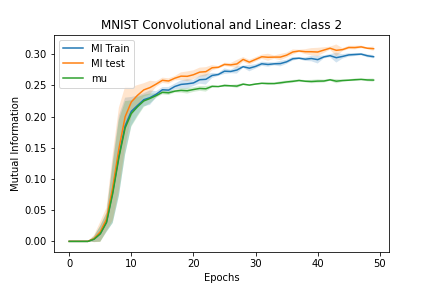 MNIST Convolutional and Linear: class 2
MI Train
MI test
mu
Mutual Information
0.30
0.25
0.20
0.15
0.10
0.05
0.00
0 10 20 30 40 50
Epochs